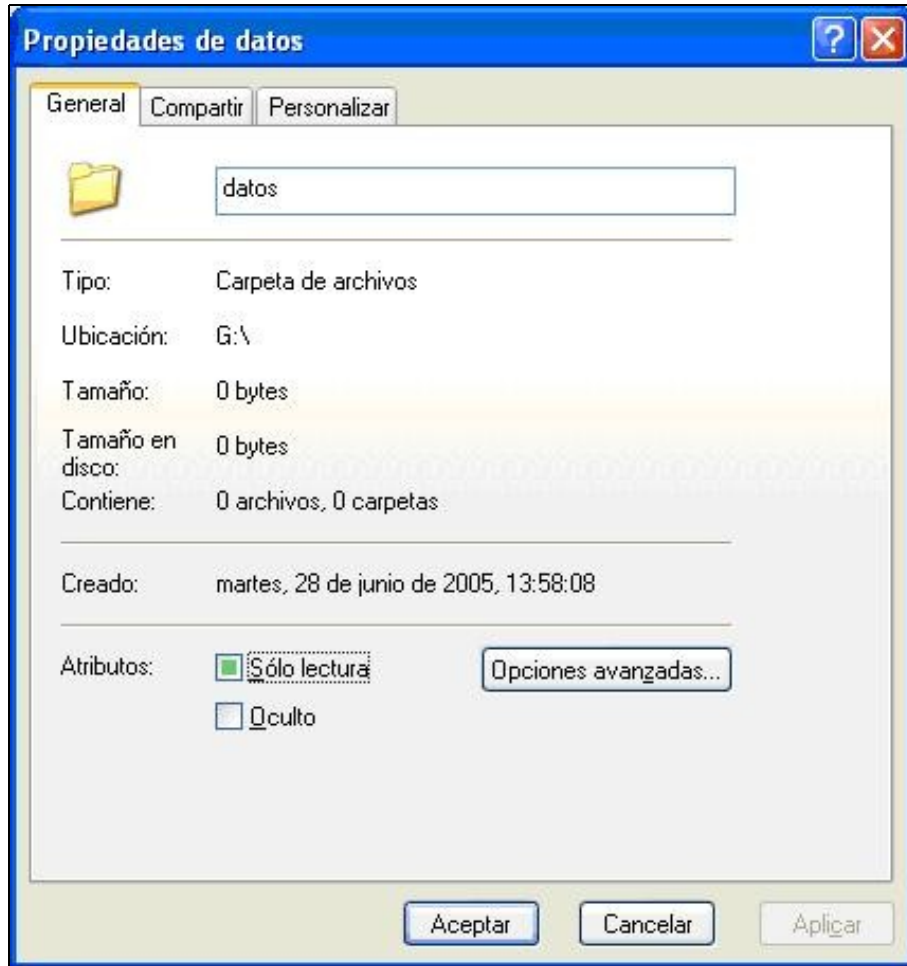 Propiedades de datos
General Compartir Personalizar
datos
Tipo: Carpeta de archivos
Ubicación: G:\
Tamaño: 0 bytes
Tamaño en disco: 0 bytes
Contiene: 0 archivos, 0 carpetas
Creado: martes, 28 de junio de 2005, 13:58:08
Atributos: Sólo lectura Opciones avanzadas...
Oculto
Aceptar Cancelar Aplicar